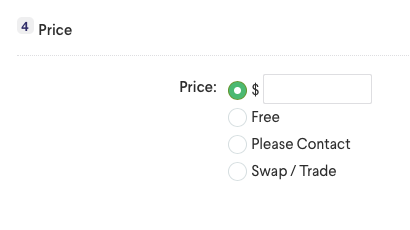 4 Price
Price: $
Free
Please Contact
Swap / Trade